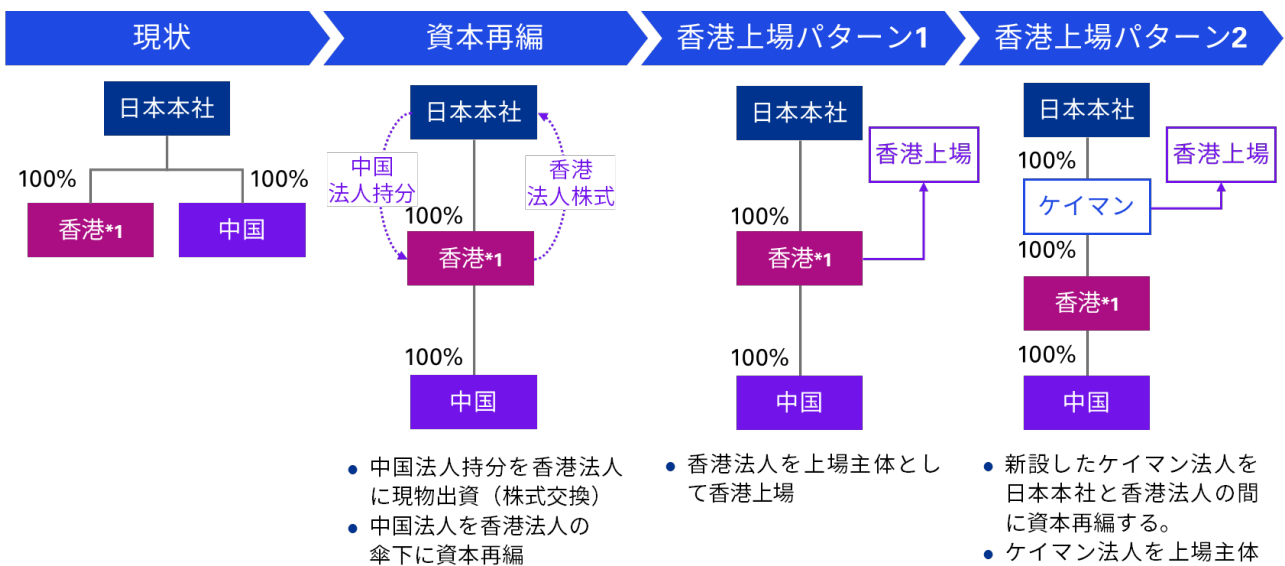 現状
資本再編
香港上場パターン1
香港上場パターン2
日本本社
100%
100%
香港*1
中国
日本本社
中国
法人持分
香港
法人株式
100%
香港*1
100%
中国
中国法人持分を香港法人
に現物出資（株式交換）
中国法人を香港法人の
傘下に資本再編
日本本社
香港上場
100%
香港*1
100%
中国
香港法人を上場主体とし
て香港上場
日本本社
100%
香港上場
ケイマン
100%
香港*1
100%
中国
新設したケイマン法人を
日本本社と香港法人の間
に資本再編する。
ケイマン法人を上場主体